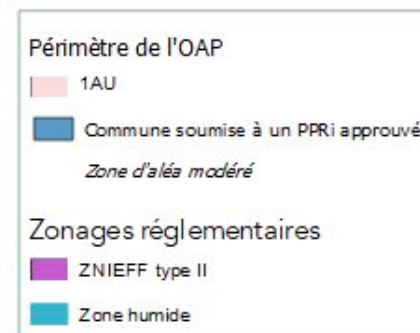 Périmètre de l'OAP
1AU
Commune soumise à un PPRi approuvé
Zone d'aléa modéré
Zonages réglementaires
ZNIEFF type II
Zone humide